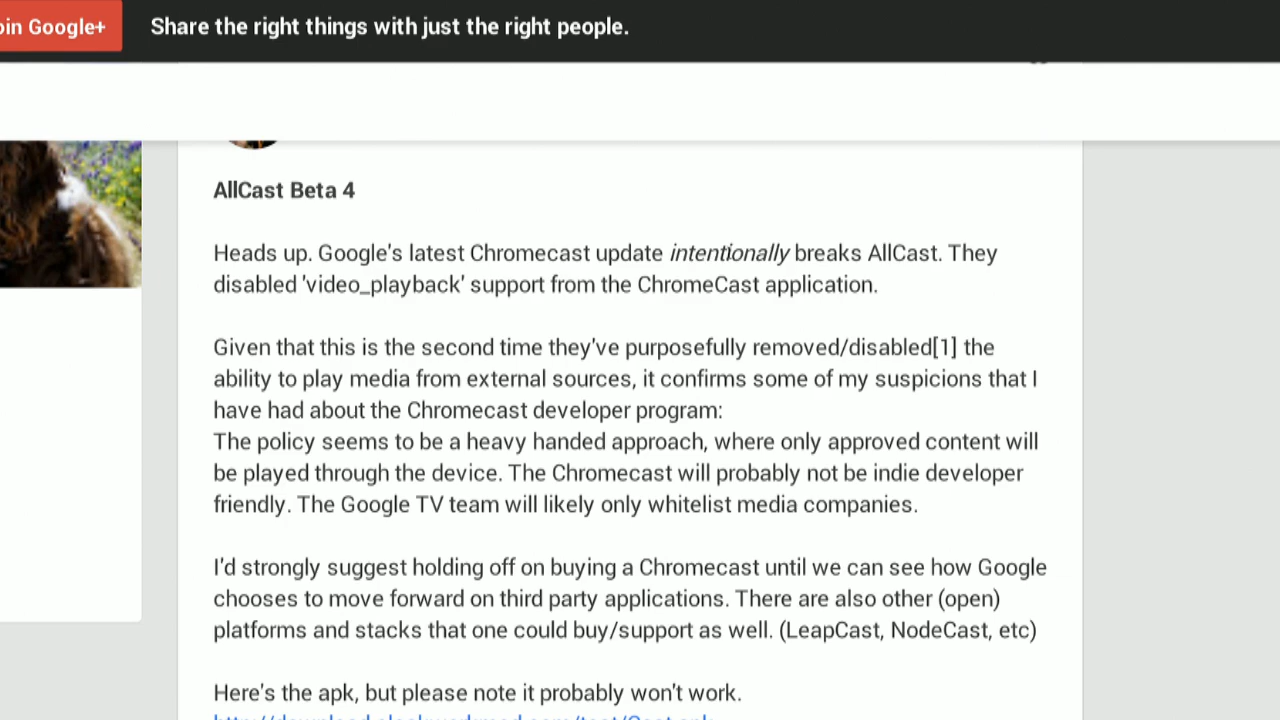 oin Google+ Share the right things with just the right people.
AllCast Beta 4
Heads up. Google's latest Chromecast update intentionally breaks AllCast. They
disabled 'video_playback' support from the ChromeCast application.
Given that this is the second time they've purposefully removed/disabled[1] the
ability to play media from external sources, it confirms some of my suspicions that I
have had about the Chromecast developer program:
The policy seems to be a heavy handed approach, where only approved content will
be played through the device. The Chromecast will probably not be indie developer
friendly. The Google TV team will likely only whitelist media companies.
I'd strongly suggest holding off on buying a Chromecast until we can see how Google
chooses to move forward on third party applications. There are also other (open)
platforms and stacks that one could buy/support as well. (LeapCast, NodeCast, etc)
Here's the apk, but please note it probably won't work.